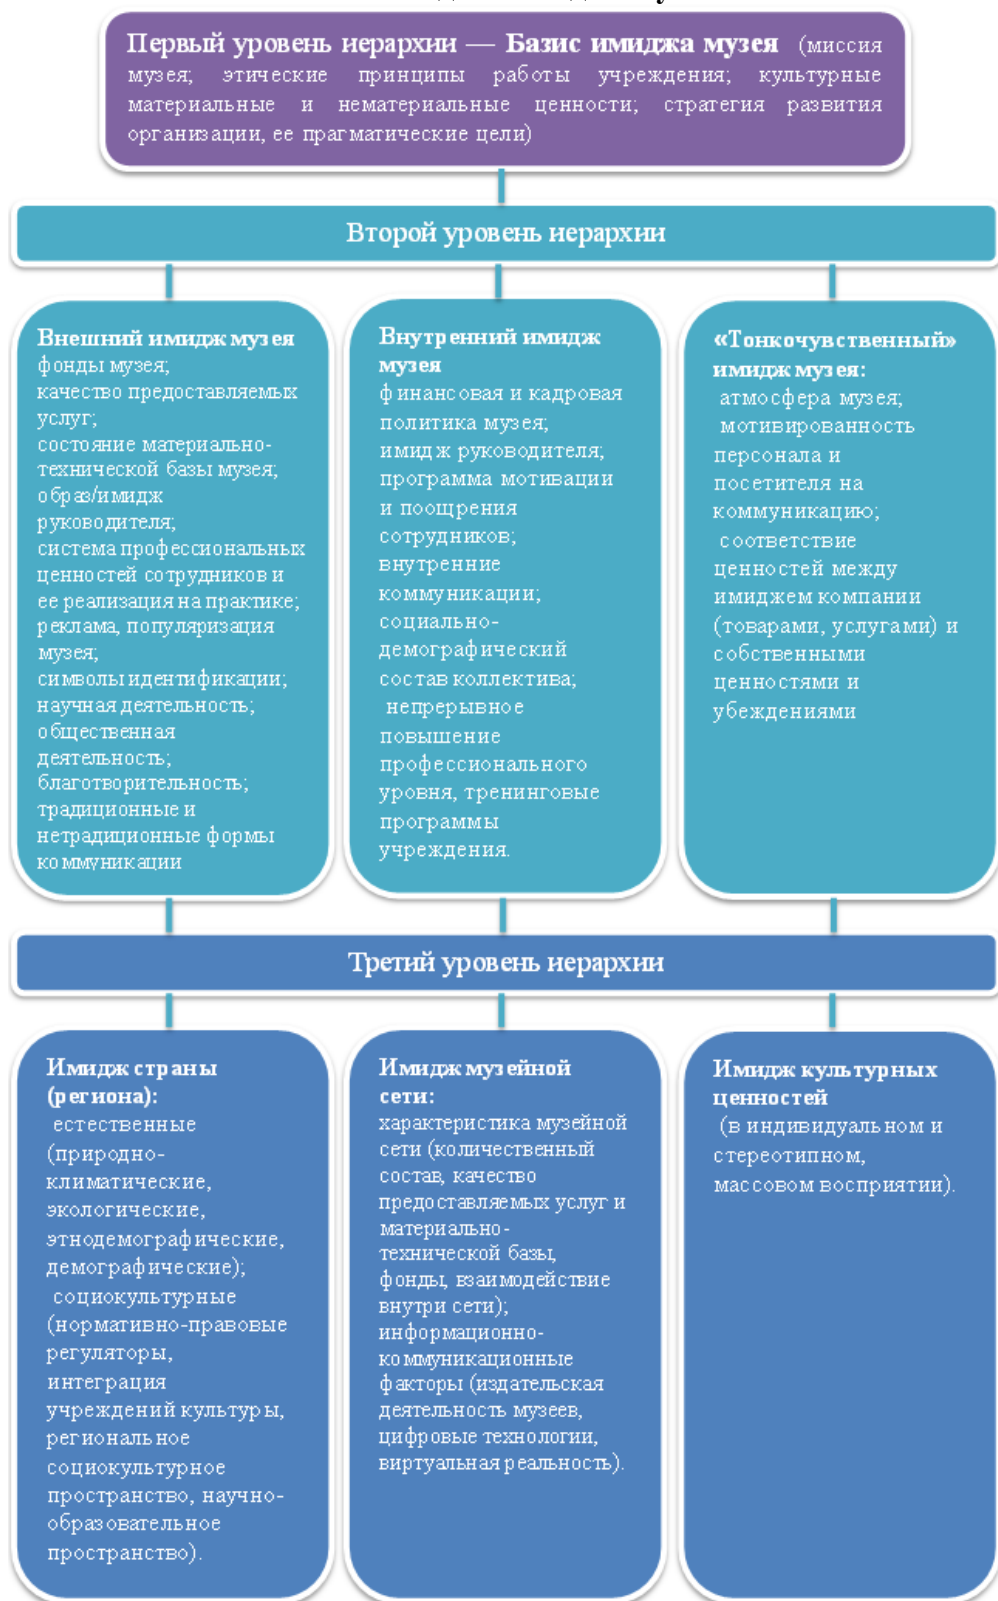 Первый уровень иерархии — Базис имиджа музея (миссия
музея; этические принципы работы учреждения; культурные
материальные и нематериальные ценности; стратегия развития
организации, ее прагматические цели)
Второй уровень иерархии
Внешний имидж музея
фонды музея;
качество предоставляемых
услуг;
состояние материально-
технической базы музея;
образ/имидж
руководителя;
система профессиональных
ценностей сотрудников и
ее реализация на практике;
реклама, популяризация
музея;
символы идентификации;
научная деятельность;
общественная
деятельность;
благотворительность;
традиционные и
нетрадиционные формы
коммуникации
Внутренний имидж
музея
финансовая и кадровая
политика музея;
имидж руководителя;
программа мотивации
и поощрения
сотрудников;
внутренние
коммуникации;
социально-
демографический
состав коллектива;
непрерывное
повышение
профессионального
уровня, тренинговые
программы
учреждения.
«Тонкочувственный»
имидж музея:
атмосфера музея;
мотивированность
персонала и
посетителя на
коммуникацию;
соответствие
ценностей между
имиджем компании
(товарами, услугами) и
собственными
ценностями и
убеждениями
Третий уровень иерархии
Имидж страны
(региона):
естественные
(природно-
климатические,
экологические,
этнодемографические,
демографические);
социокультурные
(нормативно-правовые
регуляторы,
интеграция
учреждений культуры,
региональное
социокультурное
пространство, научно-
образовательное
пространство).
Имидж музейной
сети:
характеристика музейной
сети (количественный
состав, качество
предоставляемых услуг и
материально-
технической базы,
фонды, взаимодействие
внутри сети);
информационно-
коммуникационные
факторы (издательская
деятельность музеев,
цифровые технологии,
виртуальная реальность).
Имидж культурных
ценностей
(в индивидуальном и
стереотипном,
массовом восприятии).